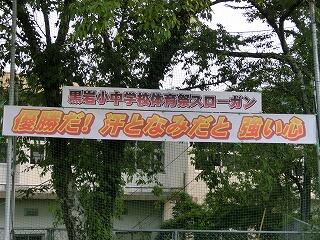 黒岩小中学校体育祭スローガン
優勝だ! 汗となみだと 強い心